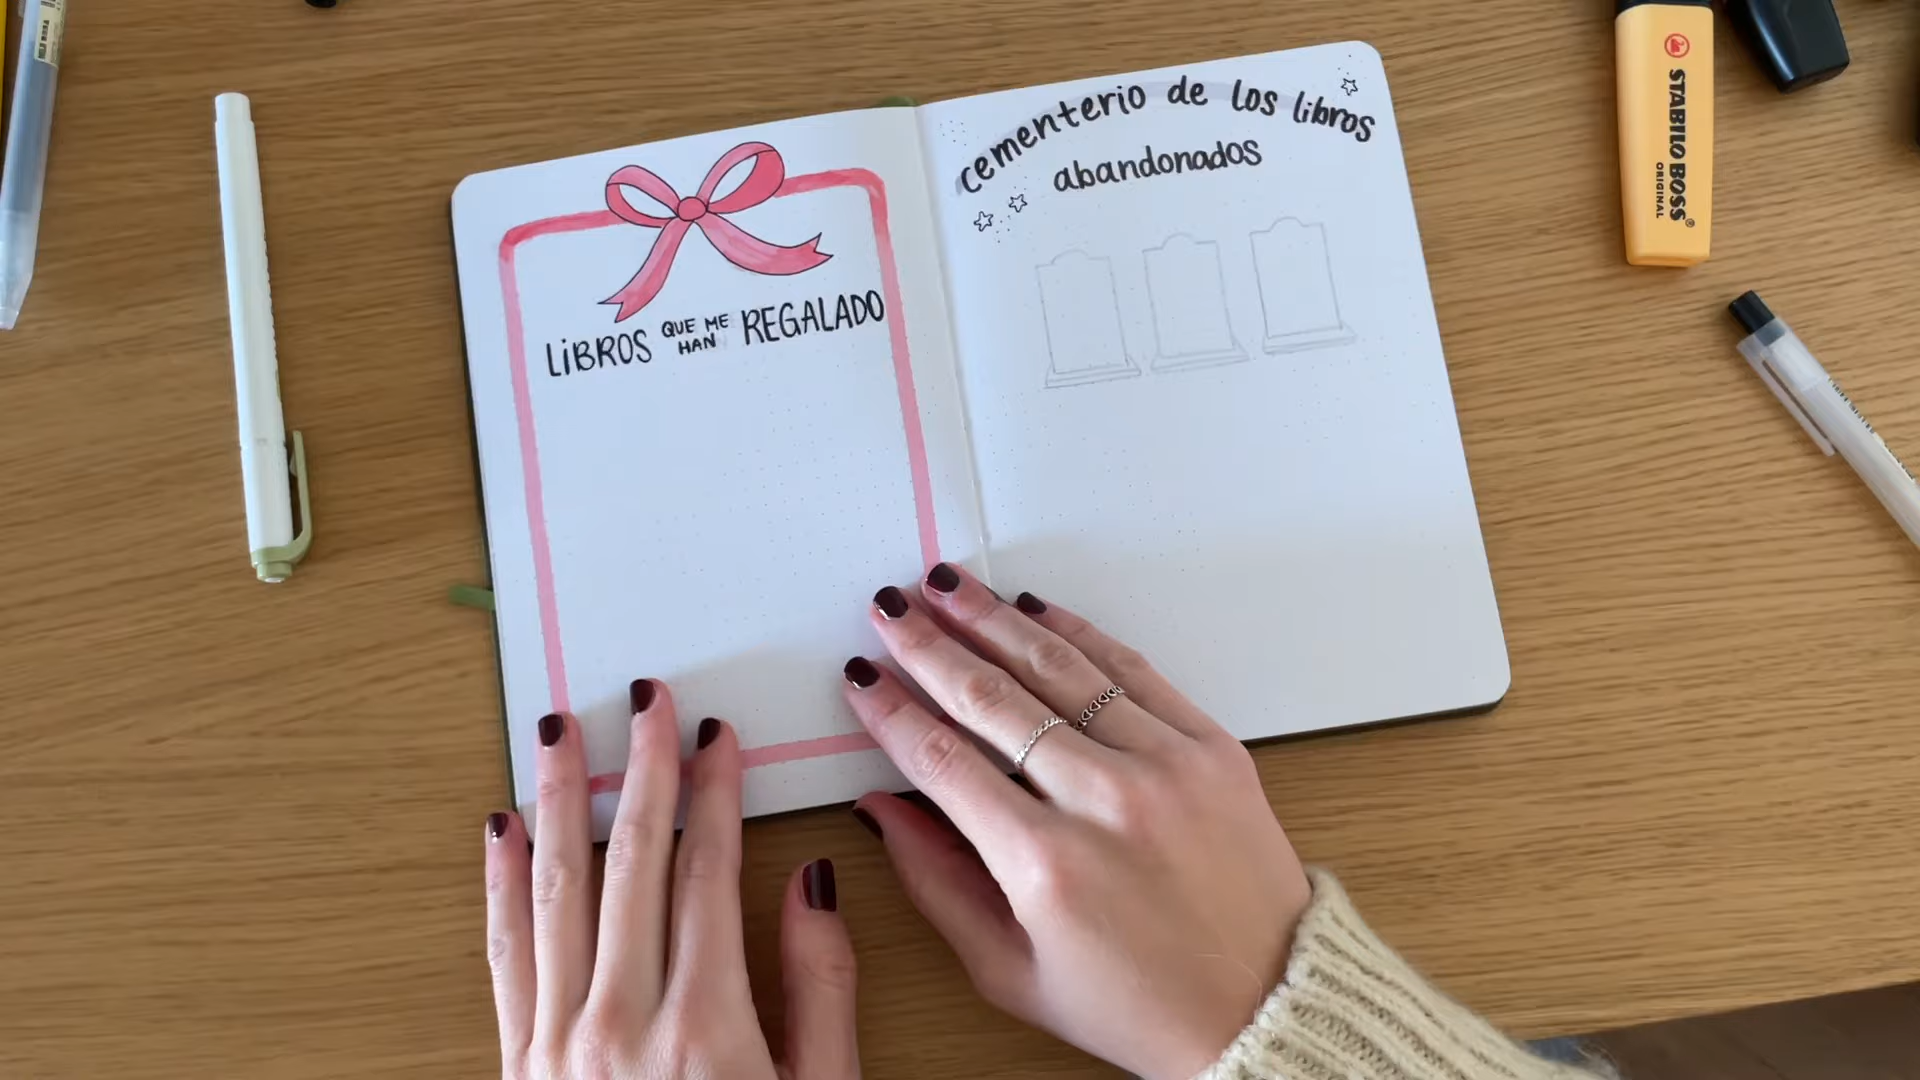 LiBROS QUE ME HAN REGALADO
cementerio de los libros
abandonados
STABILO BOSS
ORIGINAL